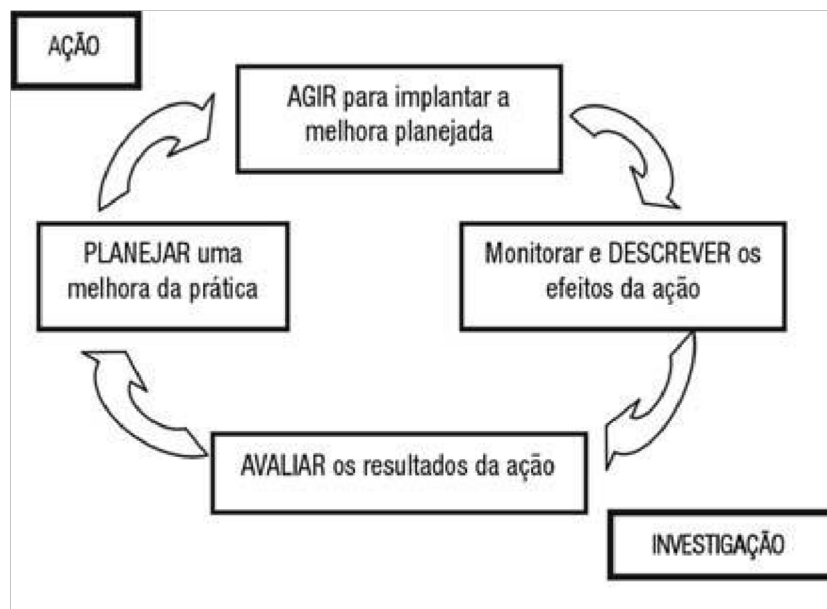 AÇÃO
AGIR para implantar a
melhora planejada
PLANEJAR uma
melhora da prática
Monitorar e DESCREVER os
efeitos da ação
AVALIAR os resultados da ação
INVESTIGAÇÃO